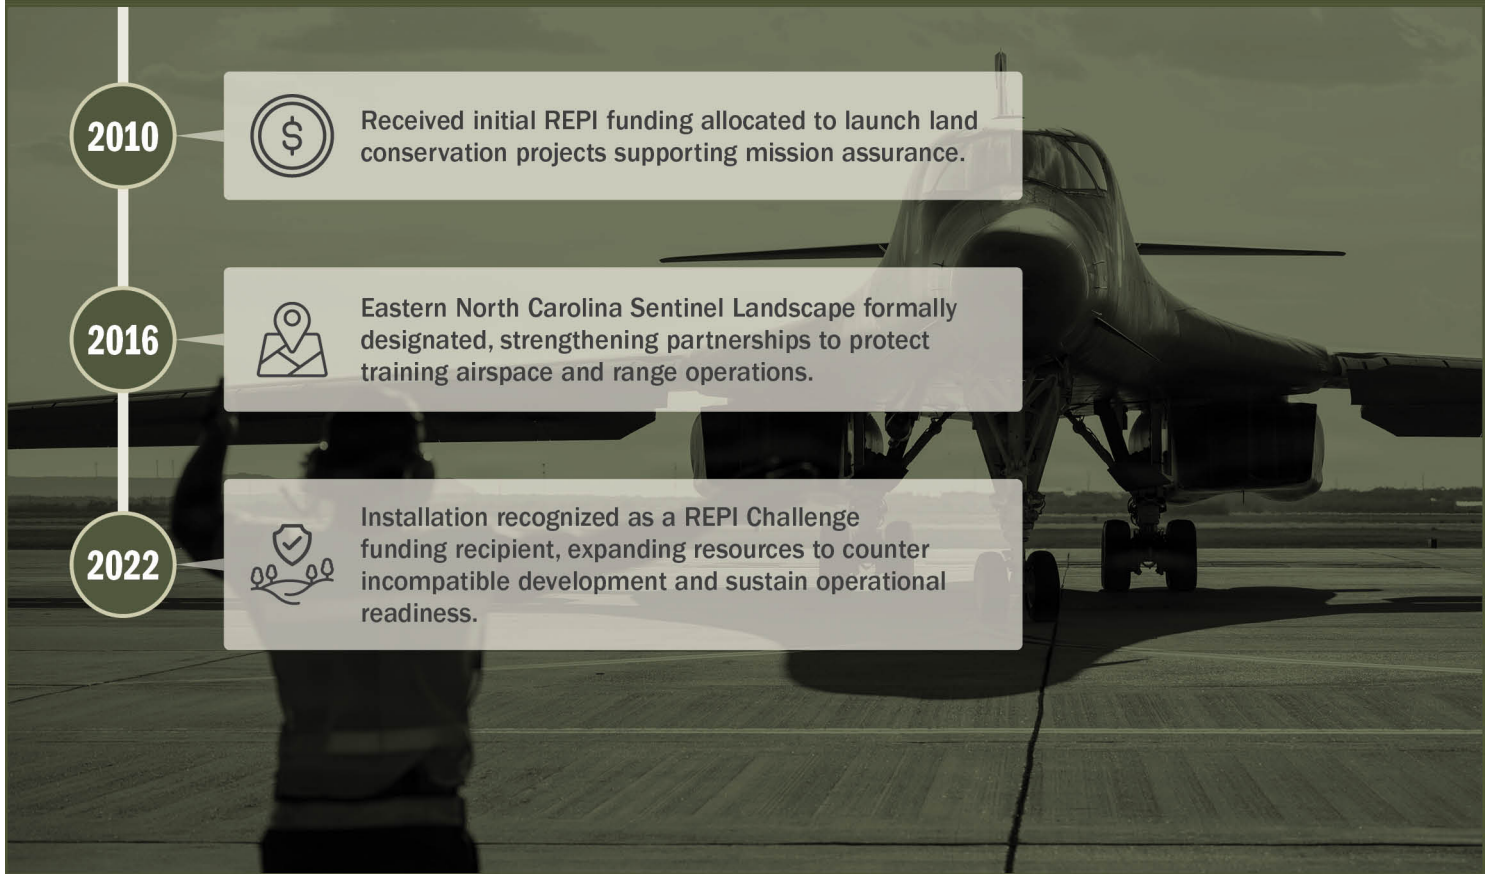 2010
Received initial REPI funding allocated to launch land
conservation projects supporting mission assurance.
2016
Eastern North Carolina Sentinel Landscape formally
designated, strengthening partnerships to protect
training airspace and range operations.
2022
Installation recognized as a REPI Challenge
funding recipient, expanding resources to counter
incompatible development and sustain operational
readiness.